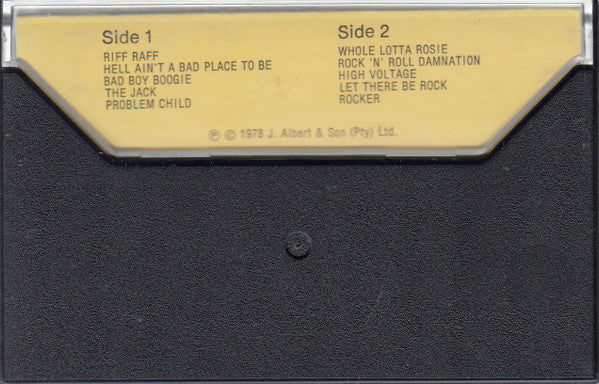 Side 1
RIFF RAFF
HELL AIN'T A BAD PLACE TO BE
BAD BOY BOOGIE
THE JACK
PROBLEM CHILD
Side 2
WHOLE LOTTA ROSIE
ROCK 'N' ROLL DAMNATION
HIGH VOLTAGE
LET THERE BE ROCK
ROCKER
℗ © 1978 J. Albert & Son (Pty) Ltd.